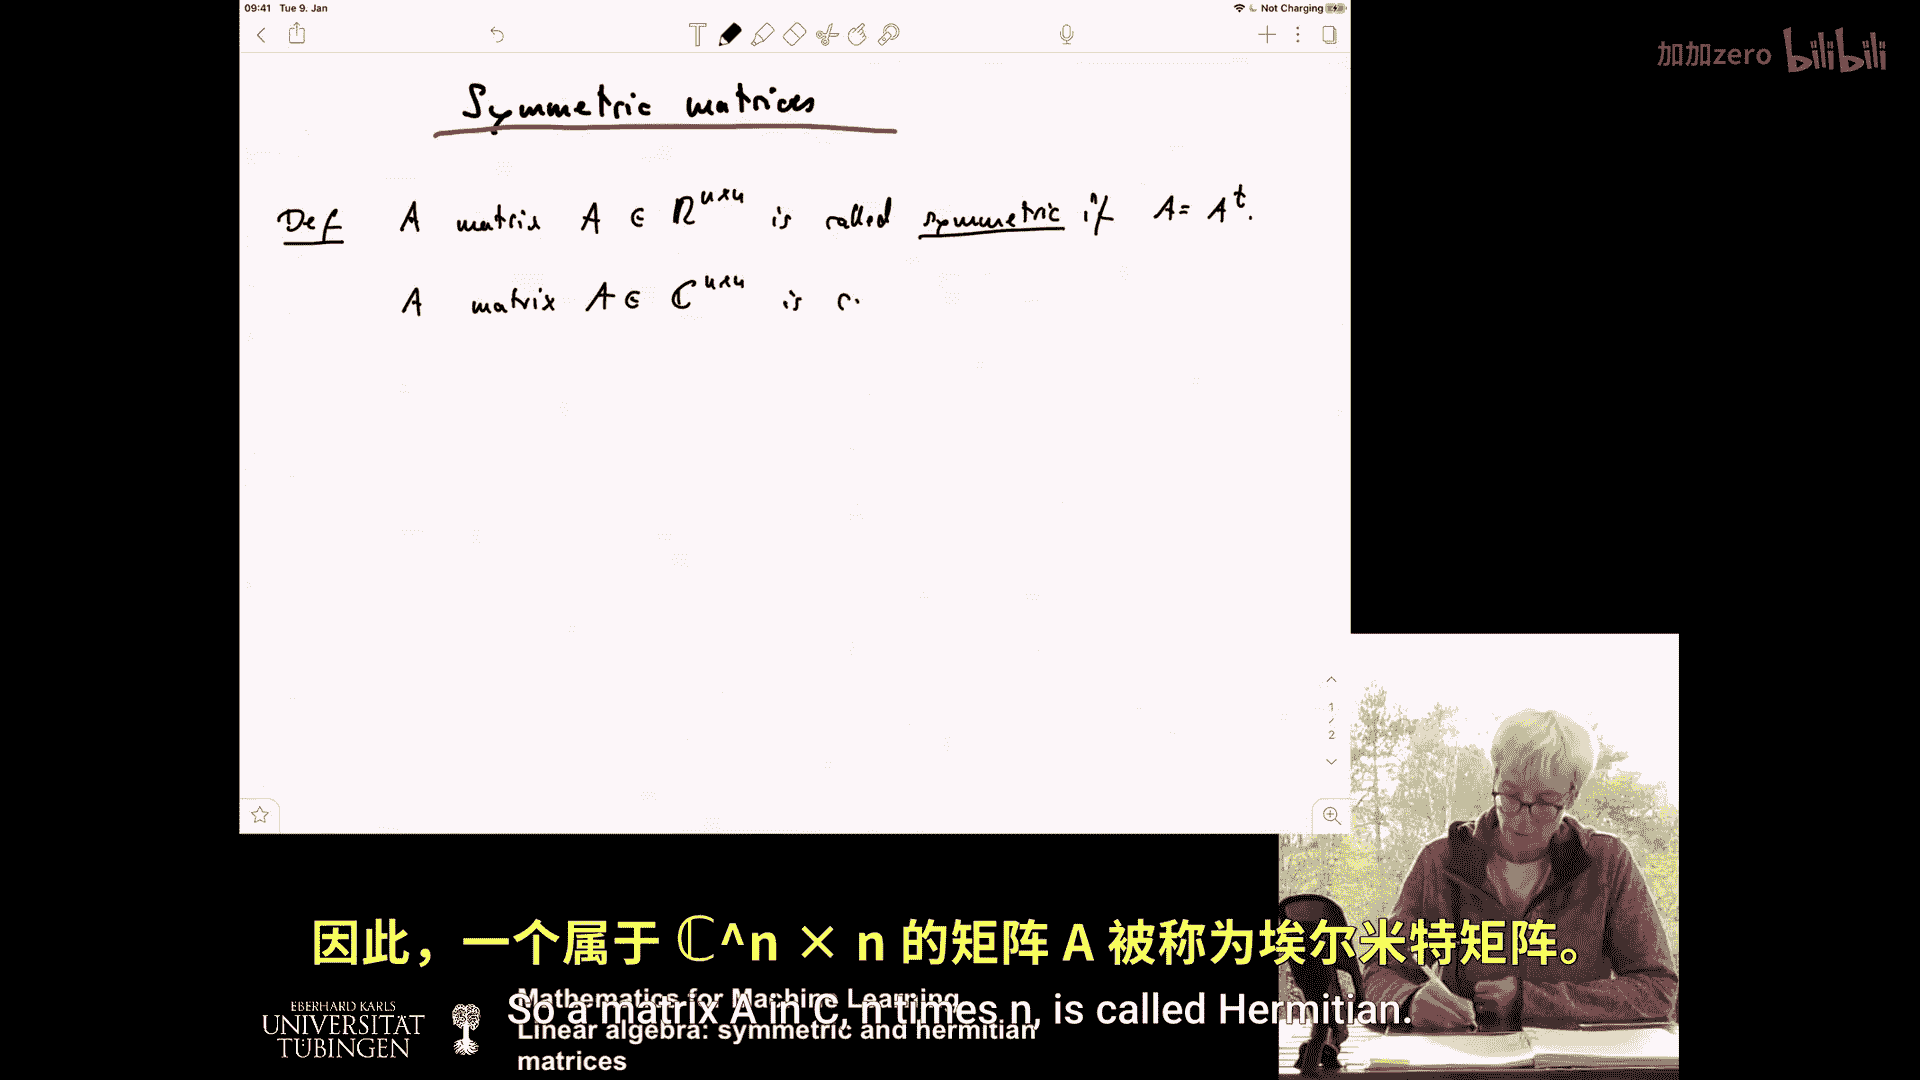 09:41 Tue 9. Jan
Not Charging
加加zero bilibili
T
Symmetric matrices
Def A matrix A ∈ ℝⁿˣⁿ is called symmetric if A = Aᵗ.
A matrix A ∈ ℂⁿˣⁿ is c
1
/
2
因此，一个属于 ℂ^n × n 的矩阵 A 被称为埃尔米特矩阵。
So a matrix A in C, n times n, is called Hermitian.
EBERHARD KARLS
UNIVERSITÄT
TÜBINGEN
Mathematics for Machine Learning
Linear algebra: symmetric and hermitian
matrices